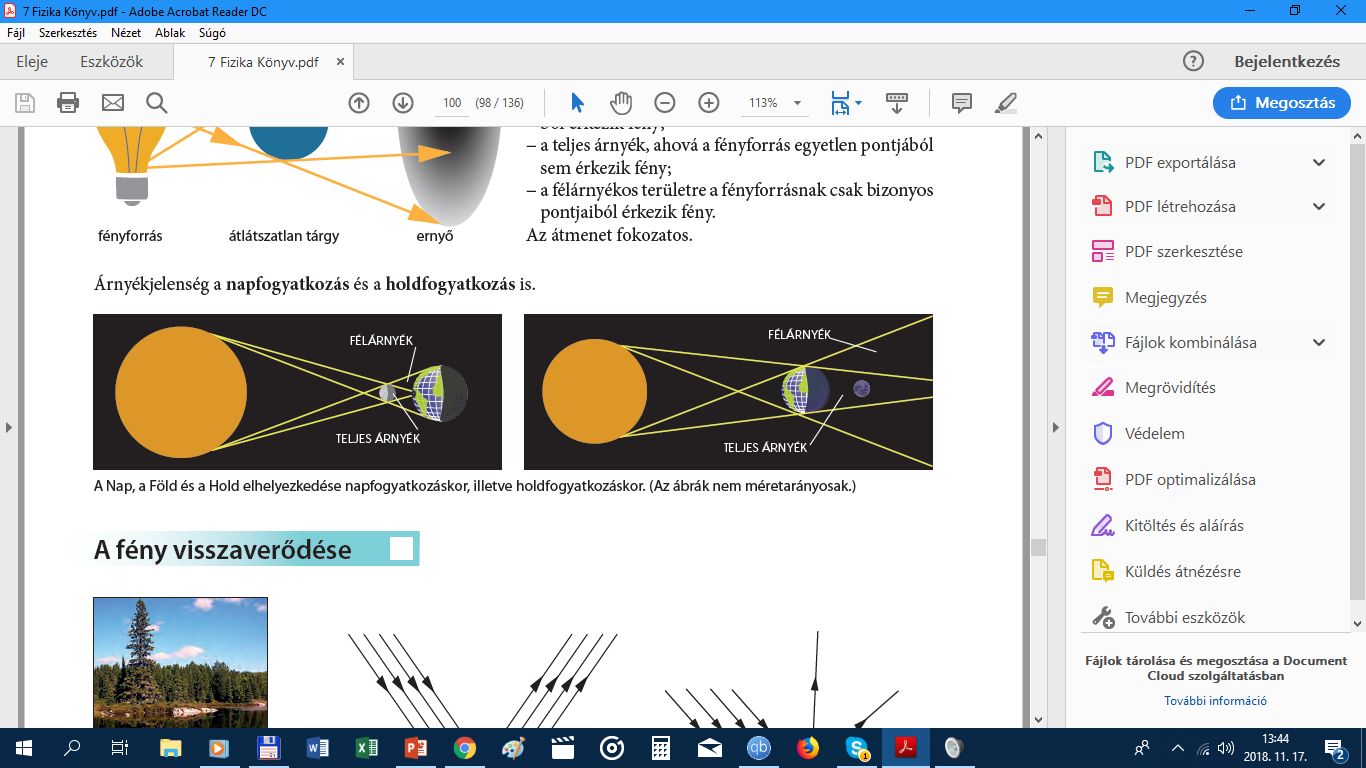 7 Fizika Könyv.pdf - Adobe Acrobat Reader DC
Fájl Szerkesztés Nézet Ablak Súgó
Eleje Eszközök 7 Fizika Könyv.pdf × Bejelentkezés
100 (98 / 136) 113% Megosztás
– a teljes árnyék, ahová a fényforrás egyetlen pontjából
sem érkezik fény;
– a félárnyékos területre a fényforrásnak csak bizonyos
pontjaiból érkezik fény.
Az átmenet fokozatos.
fényforrás átlátszatlan tárgy ernyő
Árnyékjelenség a napfogyatkozás és a holdfogyatkozás is.
FÉLÁRNYÉK
TELJES ÁRNYÉK
FÉLÁRNYÉK
TELJES ÁRNYÉK
A Nap, a Föld és a Hold elhelyezkedése napfogyatkozáskor, illetve holdfogyatkozáskor. (Az ábrák nem méretarányosak.)
A fény visszaverődése
PDF exportálása
PDF létrehozása
PDF szerkesztése
Megjegyzés
Fájlok kombinálása
Megrövidítés
Védelem
PDF optimalizálása
Kitöltés és aláírás
Küldés átnézésre
További eszközök
Fájlok tárolása és megosztása a Document
Cloud szolgáltatásban
További információ
13:44
2018. 11. 17.